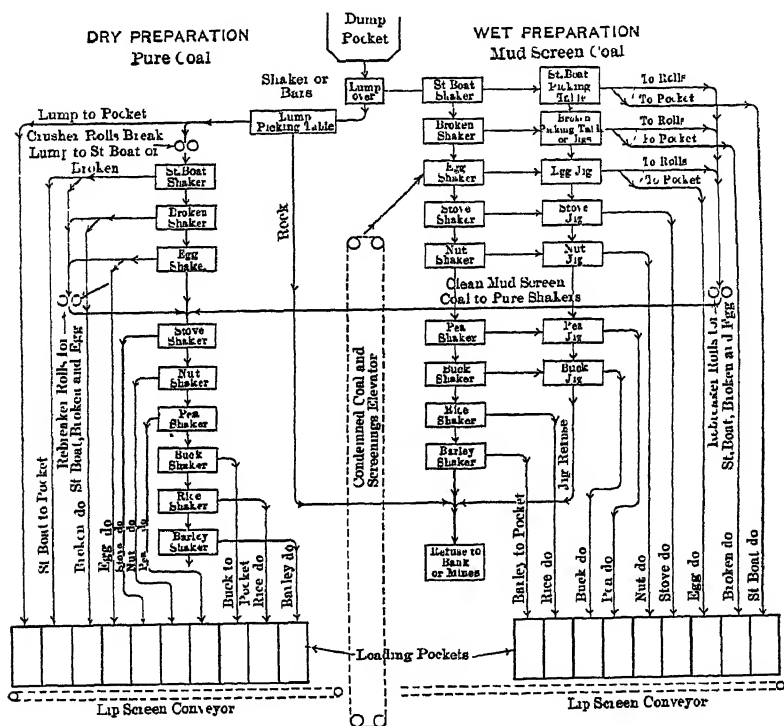 Dump
Pocket
DRY PREPARATION
Pure Coal
WET PREPARATION
Mud Screen Coal
Shaker or
Bars
Lump
over
Lump
Picking Table
Lump to Pocket
Crusher Rolls Break
Lump to St Boat or
Broken
St.Boat
Shaker
Broken
Shaker
Egg
Shaker
Rock
St Boat
Shaker
Broken
Shaker
Egg
Shaker
Stove
Shaker
Nut
Shaker
St.Boat
Picking
Table
Broken
Picking Table
or Jigs
Egg Jig
Stove
Jig
Nut
Jig
To Rolls
To Pocket
To Rolls
To Pocket
To Rolls
To Pocket
Clean Mud Screen
Coal to Pure Shakers
Stove
Shaker
Nut
Shaker
Pea
Shaker
Buck
Shaker
Rice
Shaker
Barley
Shaker
Pea
Shaker
Buck
Shaker
Rice
Shaker
Barley
Shaker
Pea
Jig
Buck
Jig
Refuse to
Bank
or Mines
Jig Refuse
Condemned Coal and
Screenings Elevator
Rebreaker Rolls for
St Boat, Broken and Egg
Rebreaker Rolls for
St, Boat, Broken and Egg
St Boat to Pocket
Broken do
Egg do
Stove do
Nut do
Pea do
Buck to
Pocket
Rice do
Barley do
Barley to Pocket
Rice do
Buck do
Pea do
Nut do
Stove do
Egg do
Broken do
St Boat do
Loading Pockets
Lip Screen Conveyor
Lip Screen Conveyor